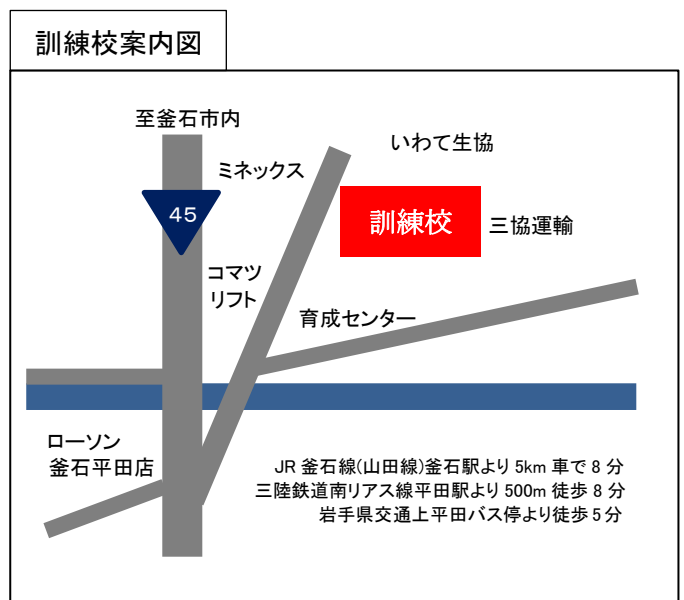 訓練校案内図
至釜石市内
いわて生協
ミネックス
45
訓練校
三協運輸
コマツ
リフト
育成センター
ローソン
釜石平田店
JR 釜石線(山田線)釜石駅より 5km 車で 8 分
三陸鉄道南リアス線平田駅より 500m 徒歩 8 分
岩手県交通上平田バス停より徒歩 5 分